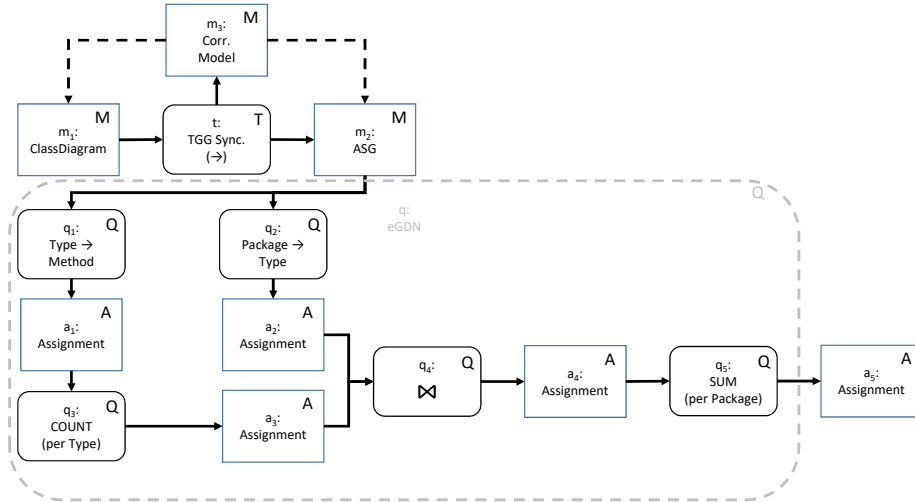 M
m3:
Corr.
Model
M
m1:
ClassDiagram
T
t:
TGG Sync.
(→)
M
m2:
ASG
Q
q:
eGDN
Q
q1:
Type →
Method
Q
q2:
Package →
Type
A
a1:
Assignment
A
a2:
Assignment
Q
q4:
⋈
A
a4:
Assignment
Q
q5:
SUM
(per Package)
A
a5:
Assignment
Q
q3:
COUNT
(per Type)
A
a3:
Assignment